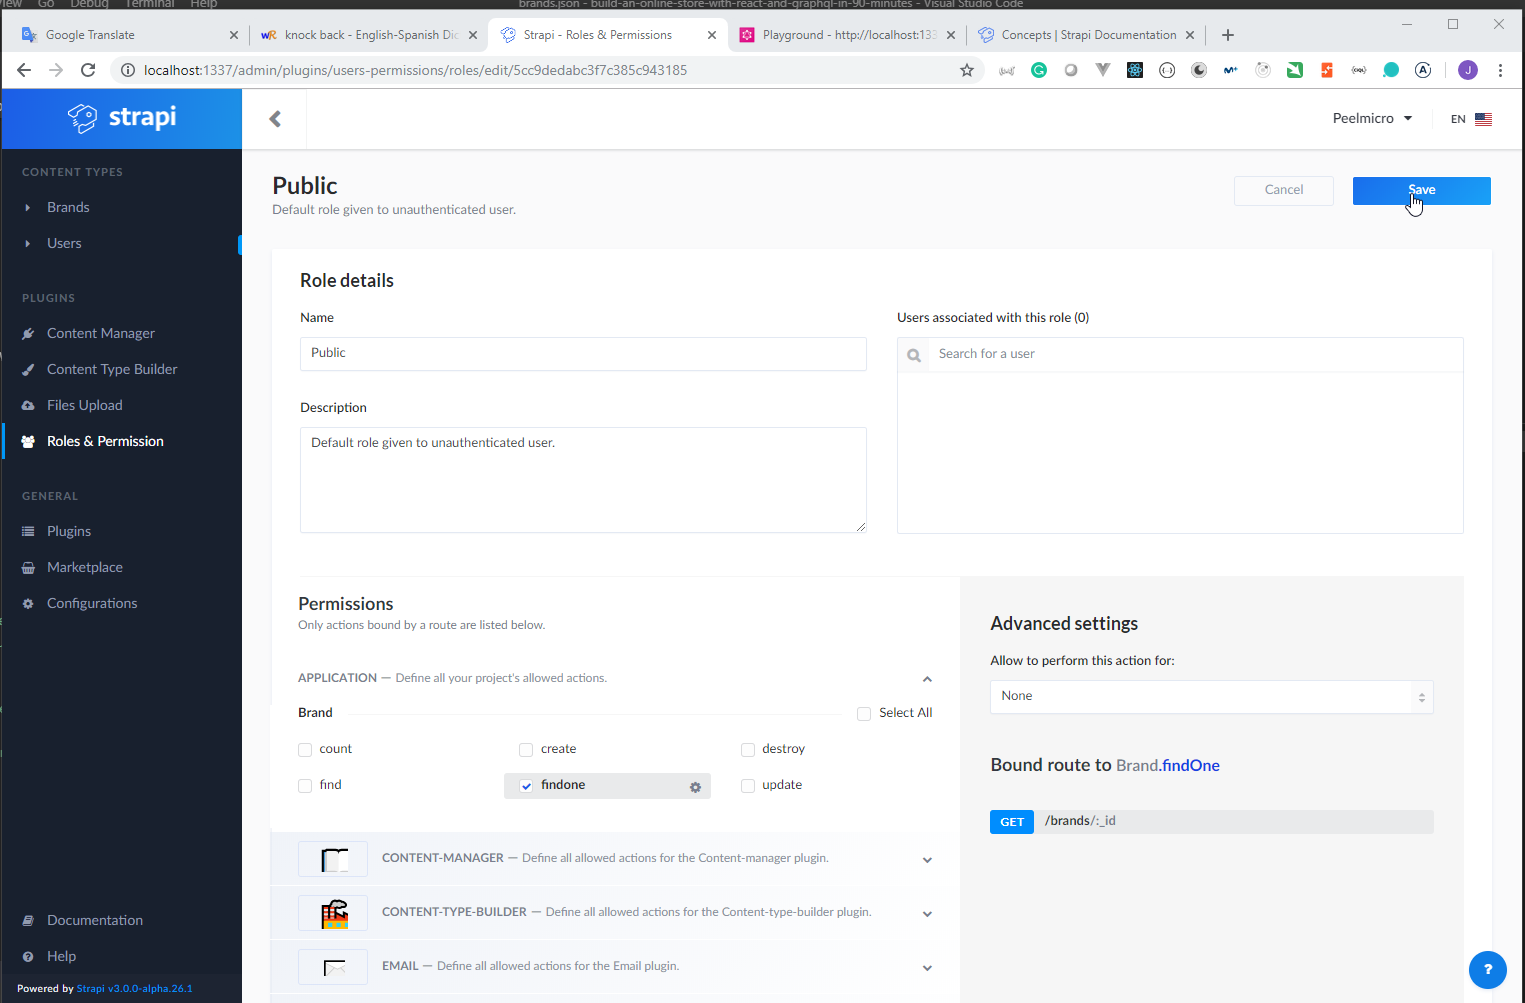 View Go Debug Terminal Help brands.json - build-an-online-store-with-react-and-graphql-in-90-minutes - Visual Studio Code
Google Translate
knock back - English-Spanish Dic
Strapi - Roles & Permissions
Playground - http://localhost:133
Concepts | Strapi Documentation
localhost:1337/admin/plugins/users-permissions/roles/edit/5cc9dedabc3f7c385c943185
strapi
Peelmicro
EN
CONTENT TYPES
Brands
Users
PLUGINS
Content Manager
Content Type Builder
Files Upload
Roles & Permission
GENERAL
Plugins
Marketplace
Configurations
Documentation
Help
Powered by Strapi v3.0.0-alpha.26.1
Public
Default role given to unauthenticated user.
Cancel
Save
Role details
Name
Public
Description
Default role given to unauthenticated user.
Users associated with this role (0)
Search for a user
Permissions
Only actions bound by a route are listed below.
APPLICATION — Define all your project's allowed actions.
Brand
Select All
count
create
destroy
find
findone
update
CONTENT-MANAGER — Define all allowed actions for the Content-manager plugin.
CONTENT-TYPE-BUILDER — Define all allowed actions for the Content-type-builder plugin.
EMAIL — Define all allowed actions for the Email plugin.
Advanced settings
Allow to perform this action for:
None
Bound route to Brand.findOne
GET /brands/:_id
?